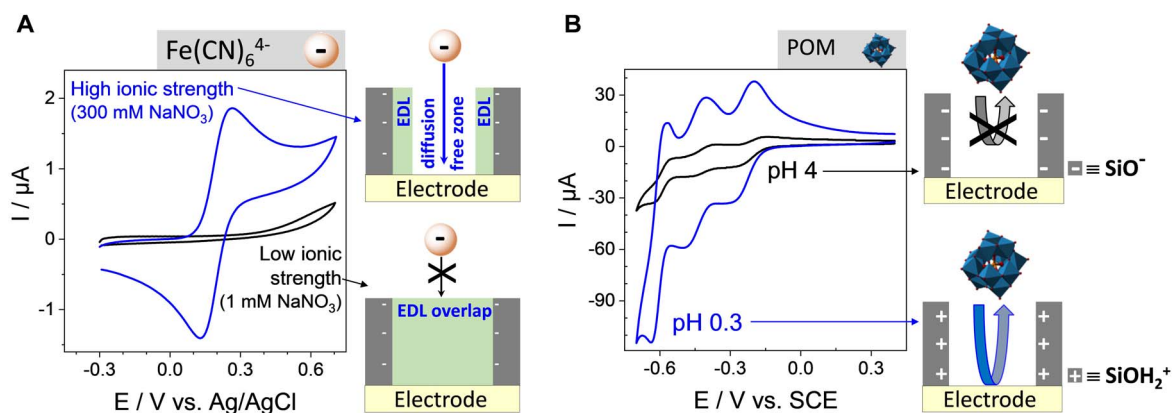 A
Fe(CN)₆⁴⁻
-
High ionic strength
(300 mM NaNO₃)
Low ionic
strength
(1 mM NaNO₃)
I / µA
2
1
0
-1
-0.3
0.0
0.3
0.6
E / V vs. Ag/AgCl
-
EDL
diffusion
free zone
EDL
Electrode
-
EDL overlap
Electrode
B
POM
I / µA
30
0
-30
-60
-90
pH 4
pH 0.3
-0.6
-0.3
0.0
0.3
E / V vs. SCE
- - -
- - -
Electrode
- ≡ SiO⁻
+ + +
+ + +
Electrode
+ ≡ SiOH₂⁺